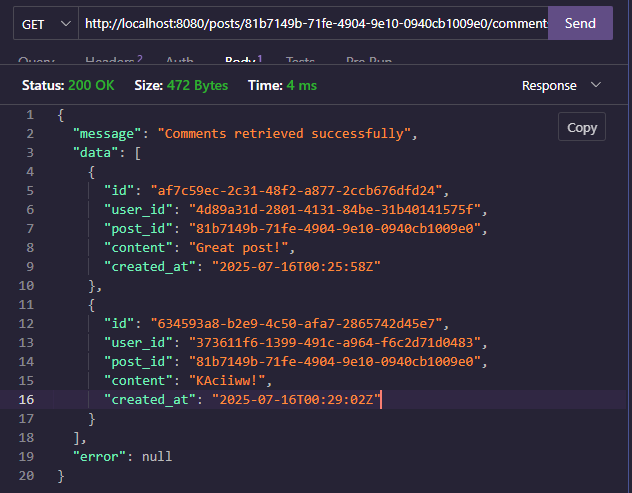 GET http://localhost:8080/posts/81b7149b-71fe-4904-9e10-0940cb1009e0/comments Send
Query Headers 2 Auth Body 1 Tests Pre Run
Status: 200 OK Size: 472 Bytes Time: 4 ms Response
1 {
2 "message": "Comments retrieved successfully",
3 "data": [
4 {
5 "id": "af7c59ec-2c31-48f2-a877-2ccb676dfd24",
6 "user_id": "4d89a31d-2801-4131-84be-31b40141575f",
7 "post_id": "81b7149b-71fe-4904-9e10-0940cb1009e0",
8 "content": "Great post!",
9 "created_at": "2025-07-16T00:25:58Z"
10 },
11 {
12 "id": "634593a8-b2e9-4c50-afa7-2865742d45e7",
13 "user_id": "373611f6-1399-491c-a964-f6c2d71d0483",
14 "post_id": "81b7149b-71fe-4904-9e10-0940cb1009e0",
15 "content": "KAciiww!",
16 "created_at": "2025-07-16T00:29:02Z"
17 }
18 ],
19 "error": null
20 }
Copy